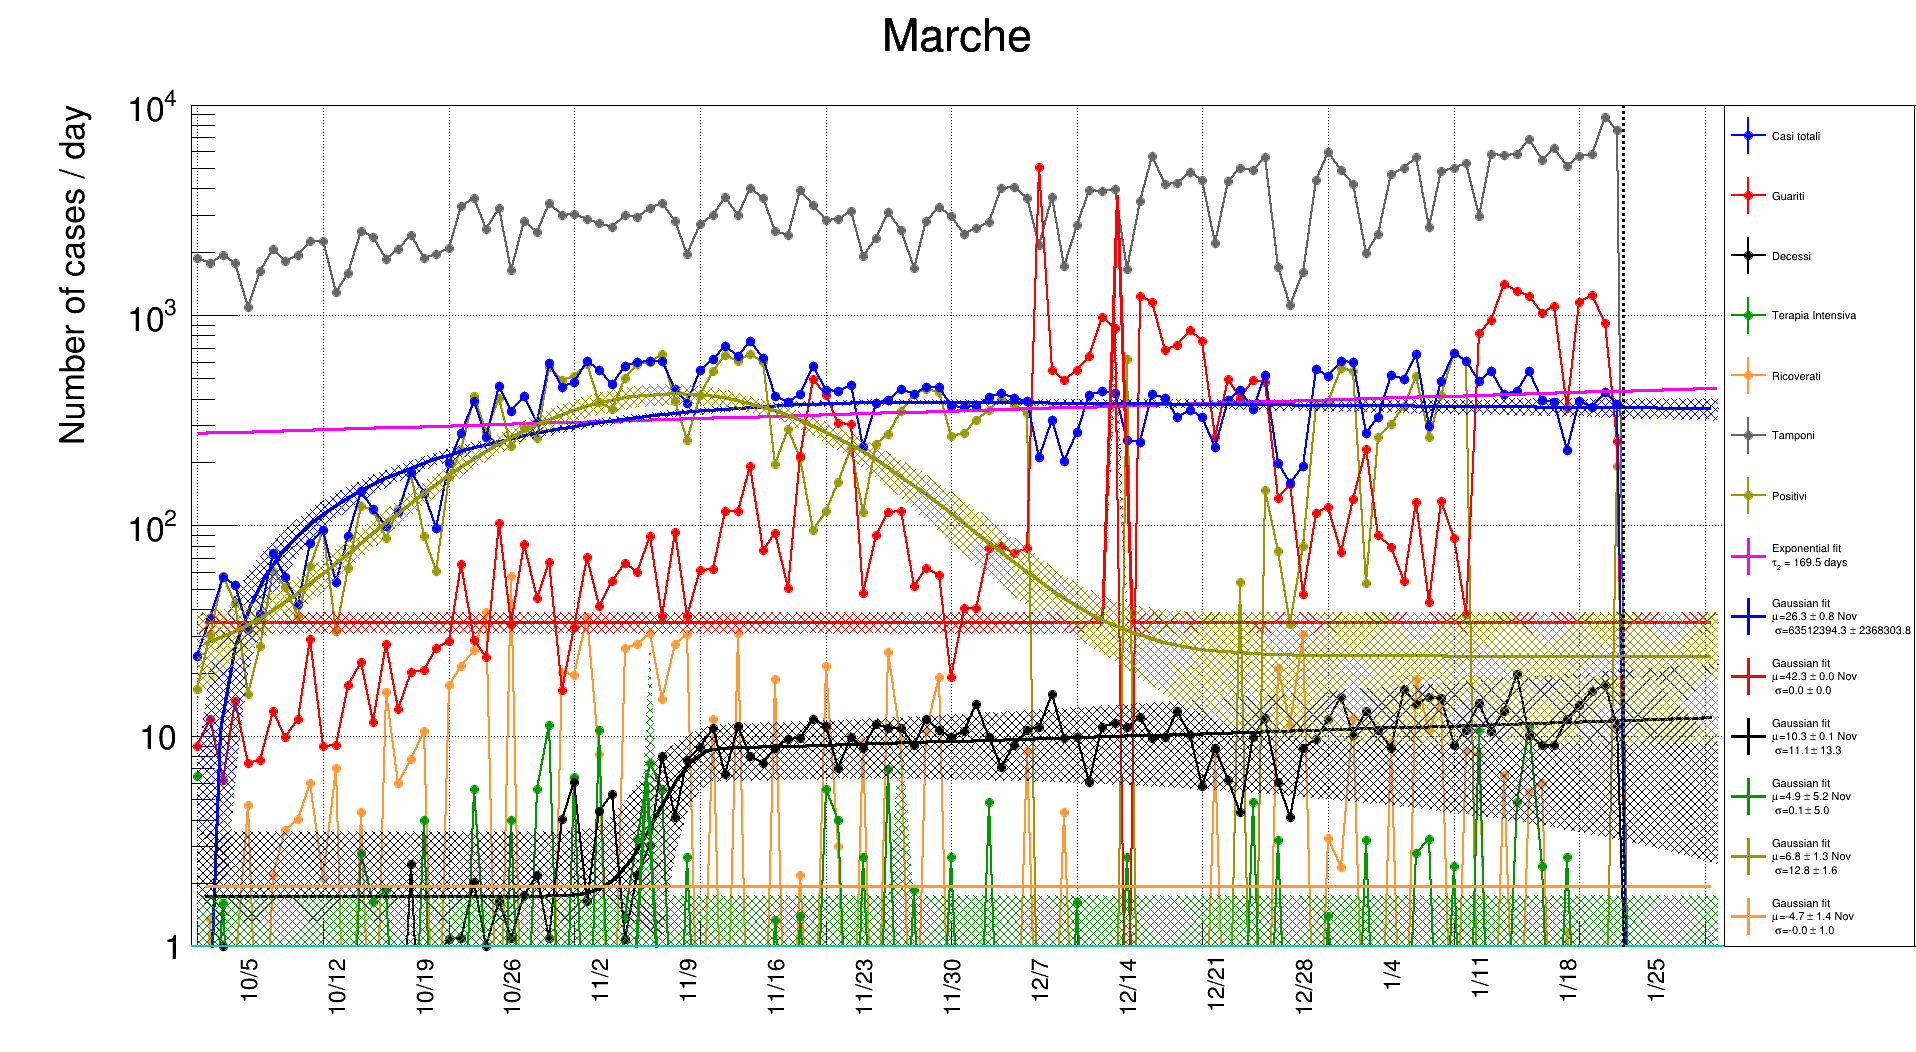 Marche
Number of cases / day
10^4
10^3
10^2
10
1
10/5 10/12 10/19 10/26 11/2 11/9 11/16 11/23 11/30 12/7 12/14 12/21 12/28 1/4 1/11 1/18 1/25
Casi totali
Guariti
Decessi
Terapia Intensiva
Ricoverati
Tamponi
Positivi
Exponential fit
τ_2 = 169.5 days
Gaussian fit
μ=26.3 ± 0.8 Nov
σ=63512394.3 ± 2368303.8
Gaussian fit
μ=42.3 ± 0.0 Nov
σ=0.0 ± 0.0
Gaussian fit
μ=10.3 ± 0.1 Nov
σ=11.1 ± 13.3
Gaussian fit
μ=4.9 ± 5.2 Nov
σ=0.1 ± 5.0
Gaussian fit
μ=6.8 ± 1.3 Nov
σ=12.8 ± 1.6
Gaussian fit
μ=-4.7 ± 1.4 Nov
σ=-0.0 ± 1.0